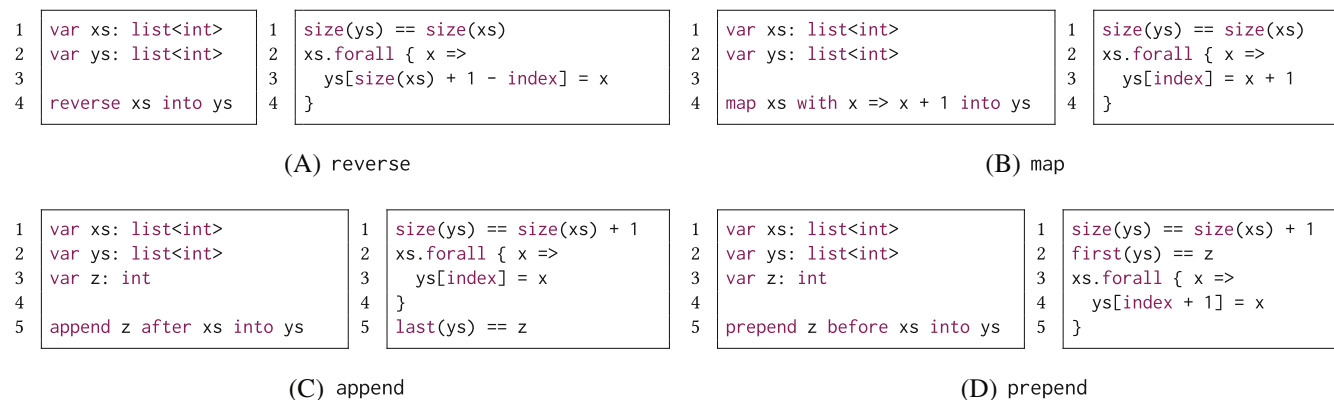 1 var xs: list<int>
2 var ys: list<int>
3
4 reverse xs into ys
1 size(ys) == size(xs)
2 xs.forall { x =>
3 ys[size(xs) + 1 - index] = x
4 }
(A) reverse
1 var xs: list<int>
2 var ys: list<int>
3
4 map xs with x => x + 1 into ys
1 size(ys) == size(xs)
2 xs.forall { x =>
3 ys[index] = x + 1
4 }
(B) map
1 var xs: list<int>
2 var ys: list<int>
3 var z: int
4
5 append z after xs into ys
1 size(ys) == size(xs) + 1
2 xs.forall { x =>
3 ys[index] = x
4 }
5 last(ys) == z
(C) append
1 var xs: list<int>
2 var ys: list<int>
3 var z: int
4
5 prepend z before xs into ys
1 size(ys) == size(xs) + 1
2 first(ys) == z
3 xs.forall { x =>
4 ys[index + 1] = x
5 }
(D) prepend